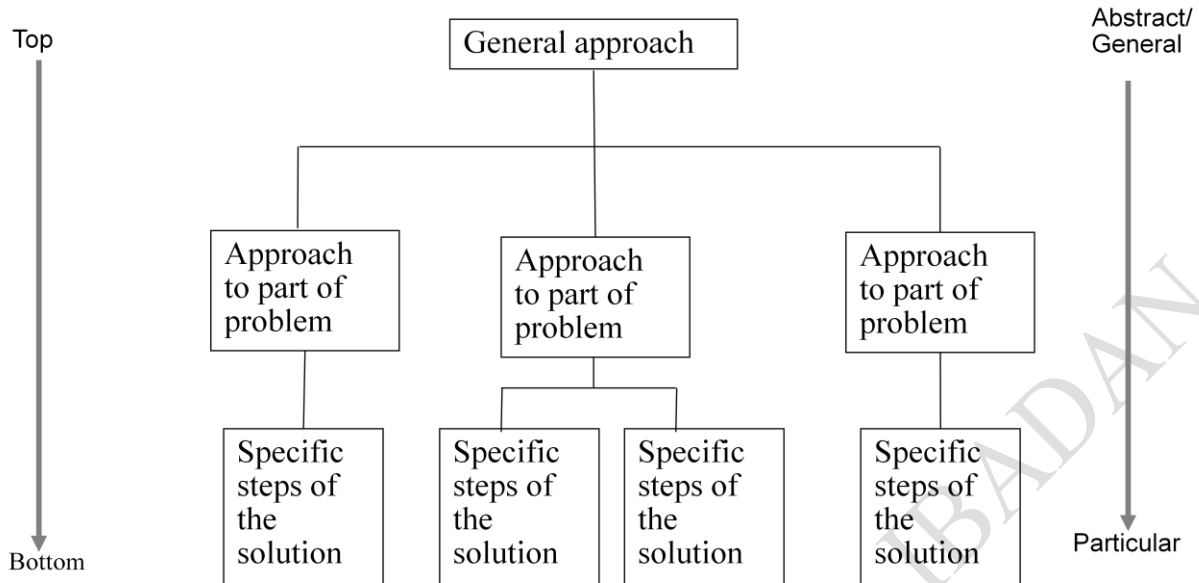 Top
General approach
Abstract/
General
Approach
to part of
problem
Approach
to part of
problem
Approach
to part of
problem
Specific
steps of
the
solution
Specific
steps of
the
solution
Specific
steps of
the
solution
Specific
steps of
the
solution
Bottom
Particular
IBADAN